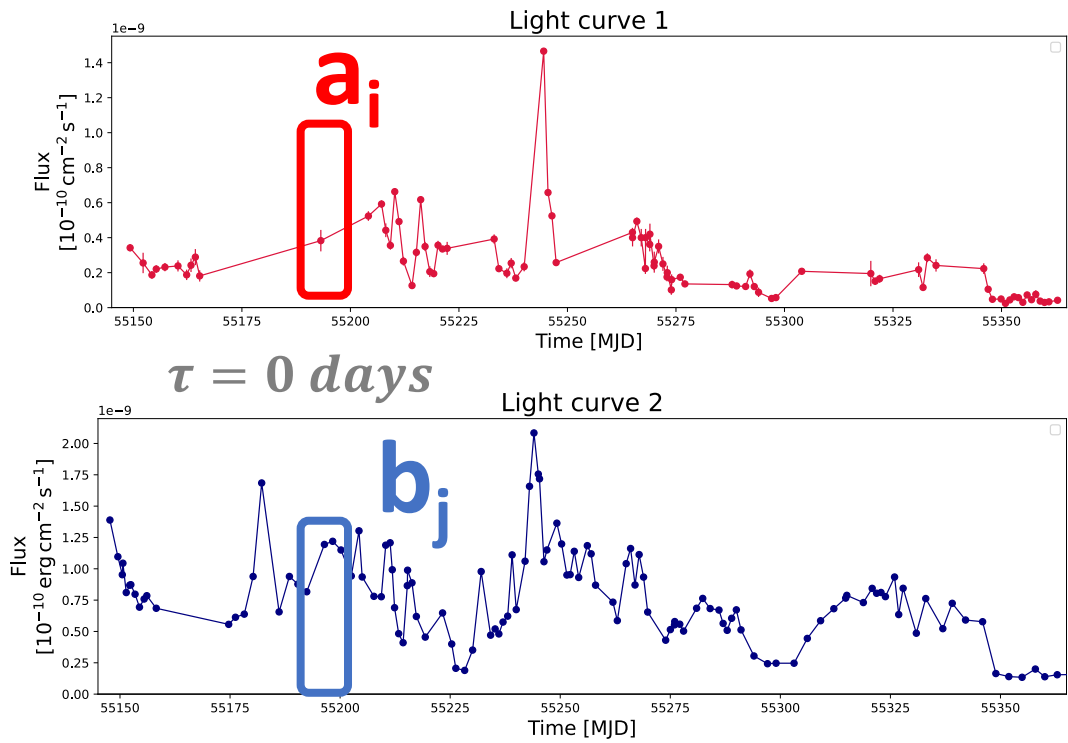 Light curve 1
1e−9
a_i
Flux
[10⁻¹⁰ cm⁻² s⁻¹]
1.4
1.2
1.0
0.8
0.6
0.4
0.2
0.0
55150 55175 55200 55225 55250 55275 55300 55325 55350
Time [MJD]
τ = 0 days
Light curve 2
1e−9
b_j
Flux
[10⁻¹⁰ erg cm⁻² s⁻¹]
2.00
1.75
1.50
1.25
1.00
0.75
0.50
0.25
0.00
55150 55175 55200 55225 55250 55275 55300 55325 55350
Time [MJD]